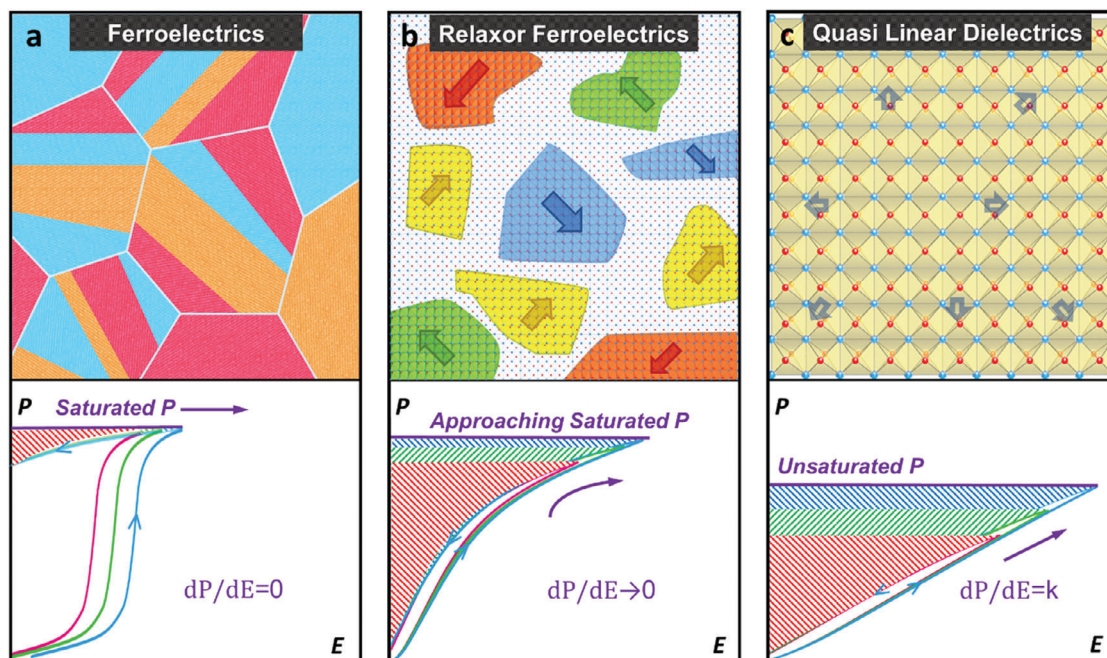 a Ferroelectrics
b Relaxor Ferroelectrics
c Quasi Linear Dielectrics
P
Saturated P
dP/dE=0
E
P
Approaching Saturated P
dP/dE→0
E
P
Unsaturated P
dP/dE=k
E